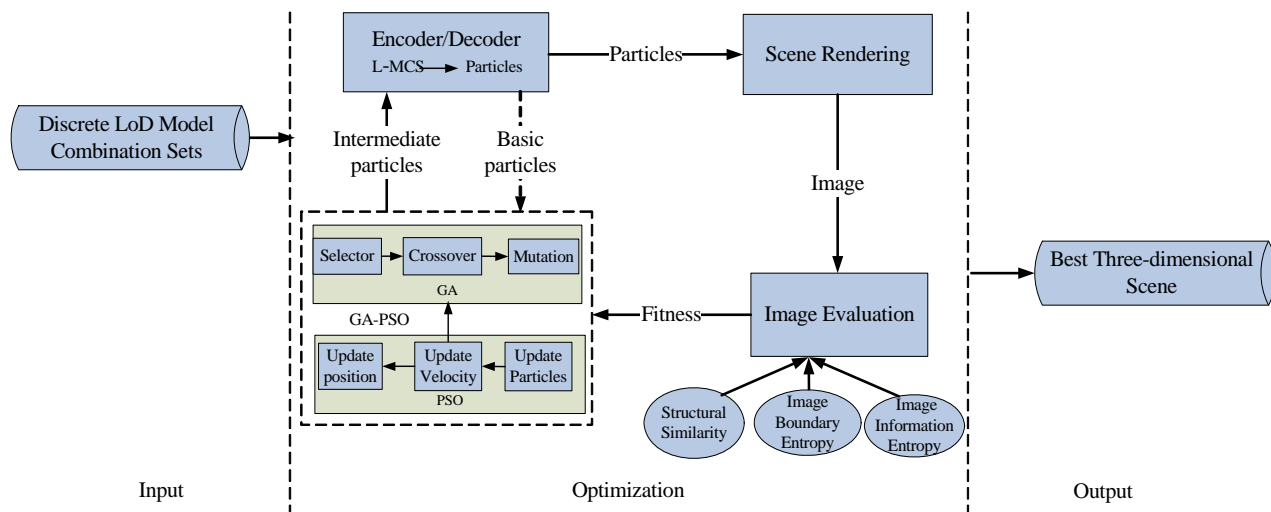 Discrete LoD Model
Combination Sets
Encoder/Decoder
L-MCS
Particles
Particles
Scene Rendering
Intermediate
particles
Basic
particles
Image
Selector
Crossover
Mutation
GA
GA-PSO
Update
position
Update
Velocity
Update
Particles
PSO
Fitness
Image Evaluation
Structural
Similarity
Image
Boundary
Entropy
Image
Information
Entropy
Best Three-dimensional
Scene
Input
Optimization
Output